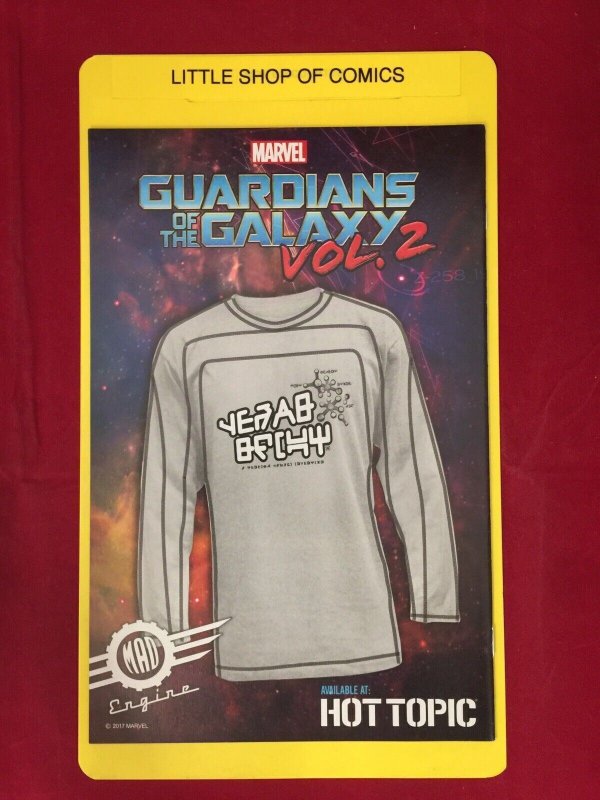 LITTLE SHOP OF COMICS
MARVEL
GUARDIANS
OF THE GALAXY
VOL. 2
MAD
Engine
© 2017 MARVEL
AVAILABLE AT:
HOT TOPIC